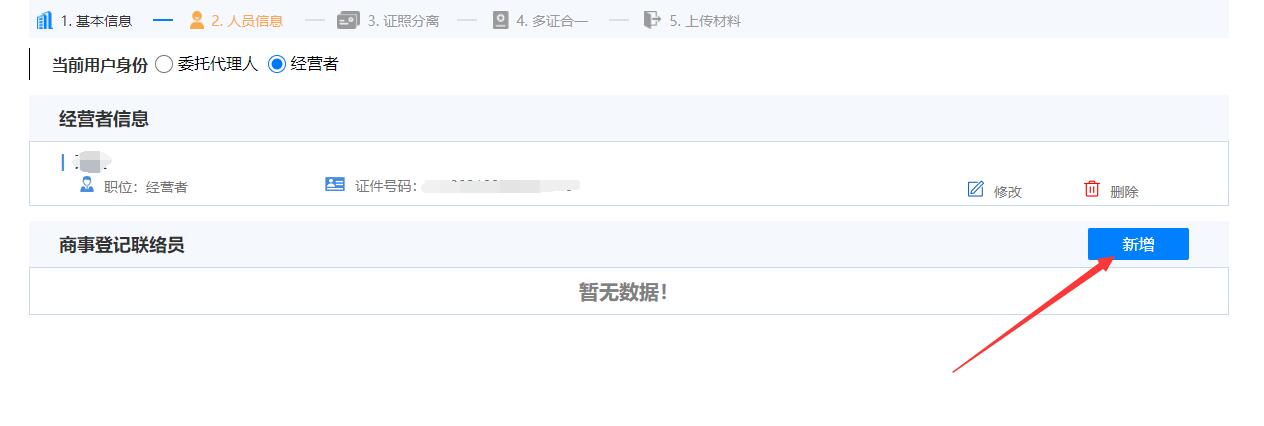 1. 基本信息 2. 人员信息 3. 证照分离 4. 多证合一 5. 上传材料
当前用户身份 委托代理人 经营者
经营者信息
职位：经营者 证件号码： 修改 删除
商事登记联络员 新增
暂无数据！